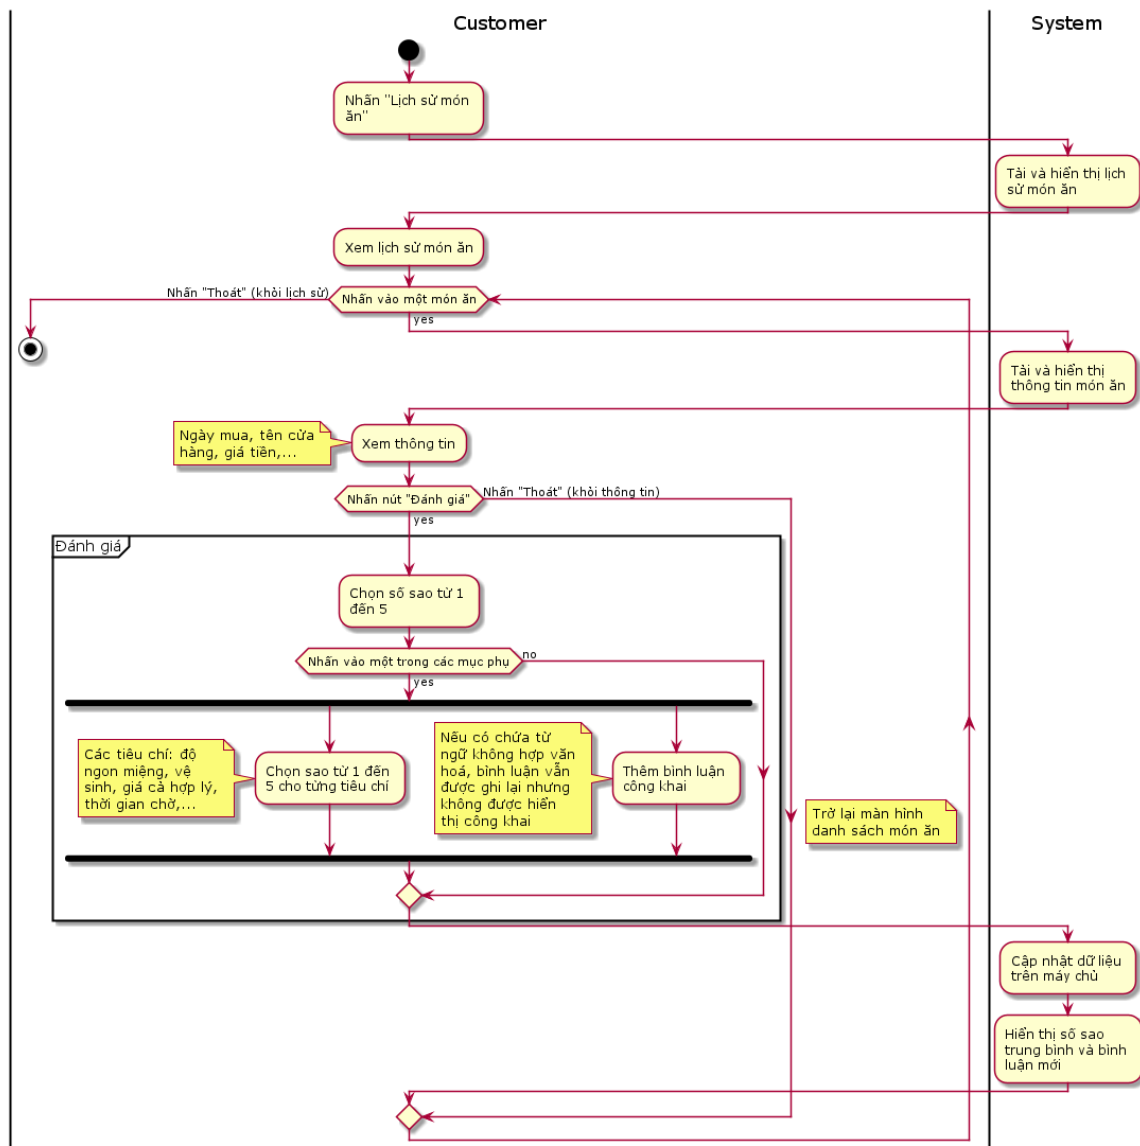 Customer
System
Nhấn "Lịch sử món
ăn"
Tải và hiển thị lịch
sử món ăn
Xem lịch sử món ăn
Nhấn "Thoát" (khỏi lịch sử)
Nhấn vào một món ăn
yes
Tải và hiển thị
thông tin món ăn
Ngày mua, tên cửa
hàng, giá tiền,...
Xem thông tin
Nhấn nút "Đánh giá"
Nhấn "Thoát" (khỏi thông tin)
yes
Đánh giá
Chọn số sao từ 1
đến 5
Nhấn vào một trong các mục phụ
no
yes
Các tiêu chí: độ
ngon miệng, vệ
sinh, giá cả hợp lý,
thời gian chờ,...
Chọn sao từ 1 đến
5 cho từng tiêu chí
Nếu có chứa từ
ngữ không hợp văn
hoá, bình luận vẫn
được ghi lại nhưng
không được hiển
thị công khai
Thêm bình luận
công khai
Trở lại màn hình
danh sách món ăn
Cập nhật dữ liệu
trên máy chủ
Hiển thị số sao
trung bình và bình
luận mới